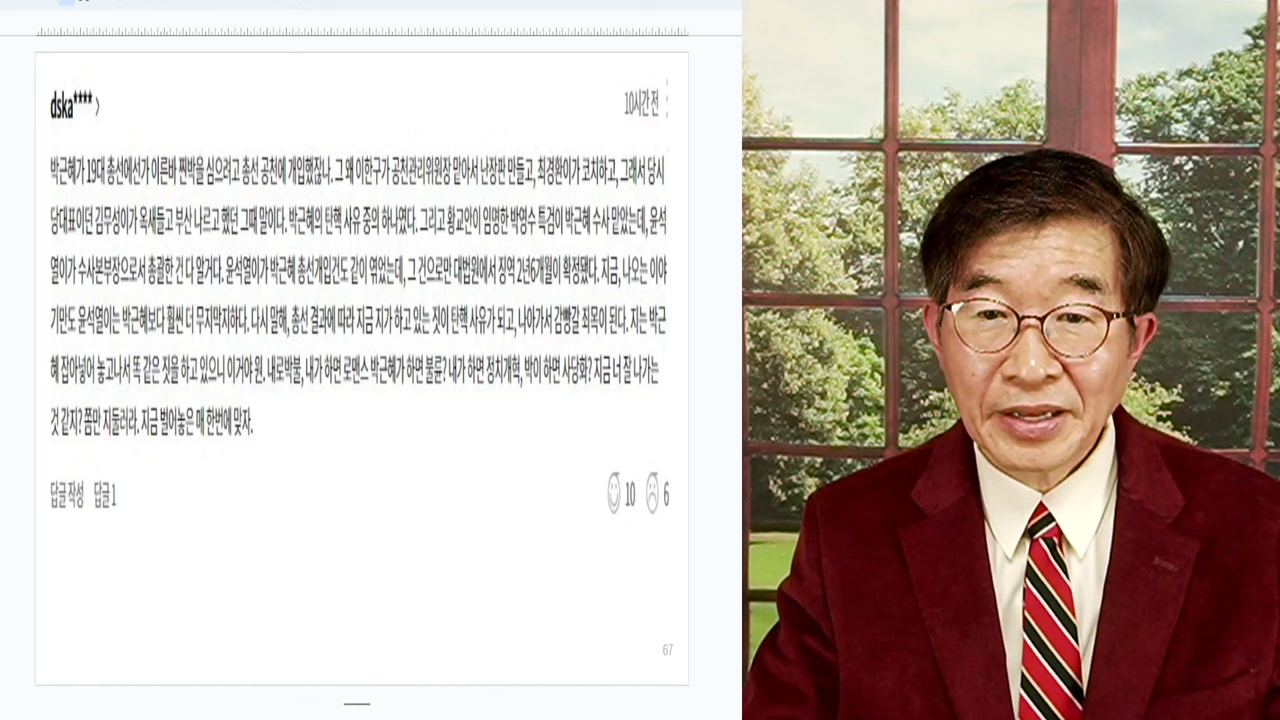 dska**** 〉
10시간 전
박근혜가 19대 총선에선가 이른바 찐박을 심으려고 총선 공천에 개입했잖나. 그 왜 이한구가 공천관리위원장 맡아서 난장판 만들고, 최경환이가 코치하고, 그래서 당시
당대표이던 김무성이가 옥새들고 부산 나르고 했던 그때 말이다. 박근혜의 탄핵 사유 중의 하나였다. 그리고 황교안이 임명한 박영수 특검이 박근혜 수사 맡았는데, 윤석
열이가 수사본부장으로서 총괄한 건 다 알거다. 윤석열이가 박근혜 총선개입건도 같이 엮었는데, 그 것으로만 대법원에서 징역 2년6개월이 확정됐다. 지금, 나오는 이야
기만도 윤석열이는 박근혜보다 훨씬 더 무지막지하다. 다시 말해, 총선 결과에 따라 지금 지가 하고 있는 짓이 탄핵 사유가 되고, 나아가서 감빵갈 죄목이 된다. 지는 박근
혜 잡아넣어 놓고나서 똑 같은 짓을 하고 있으니 이거야 원. 내로박불, 내가 하면 로맨스 박근혜가 하면 불륜? 내가 하면 정치개혁, 박이 하면 사당화? 지금 너 잘 나가는
것 같지? 쫌만 지둘러라. 지금 벌어놓은 매 한번에 맞자.
답글 작성 답글 1
10 6
67